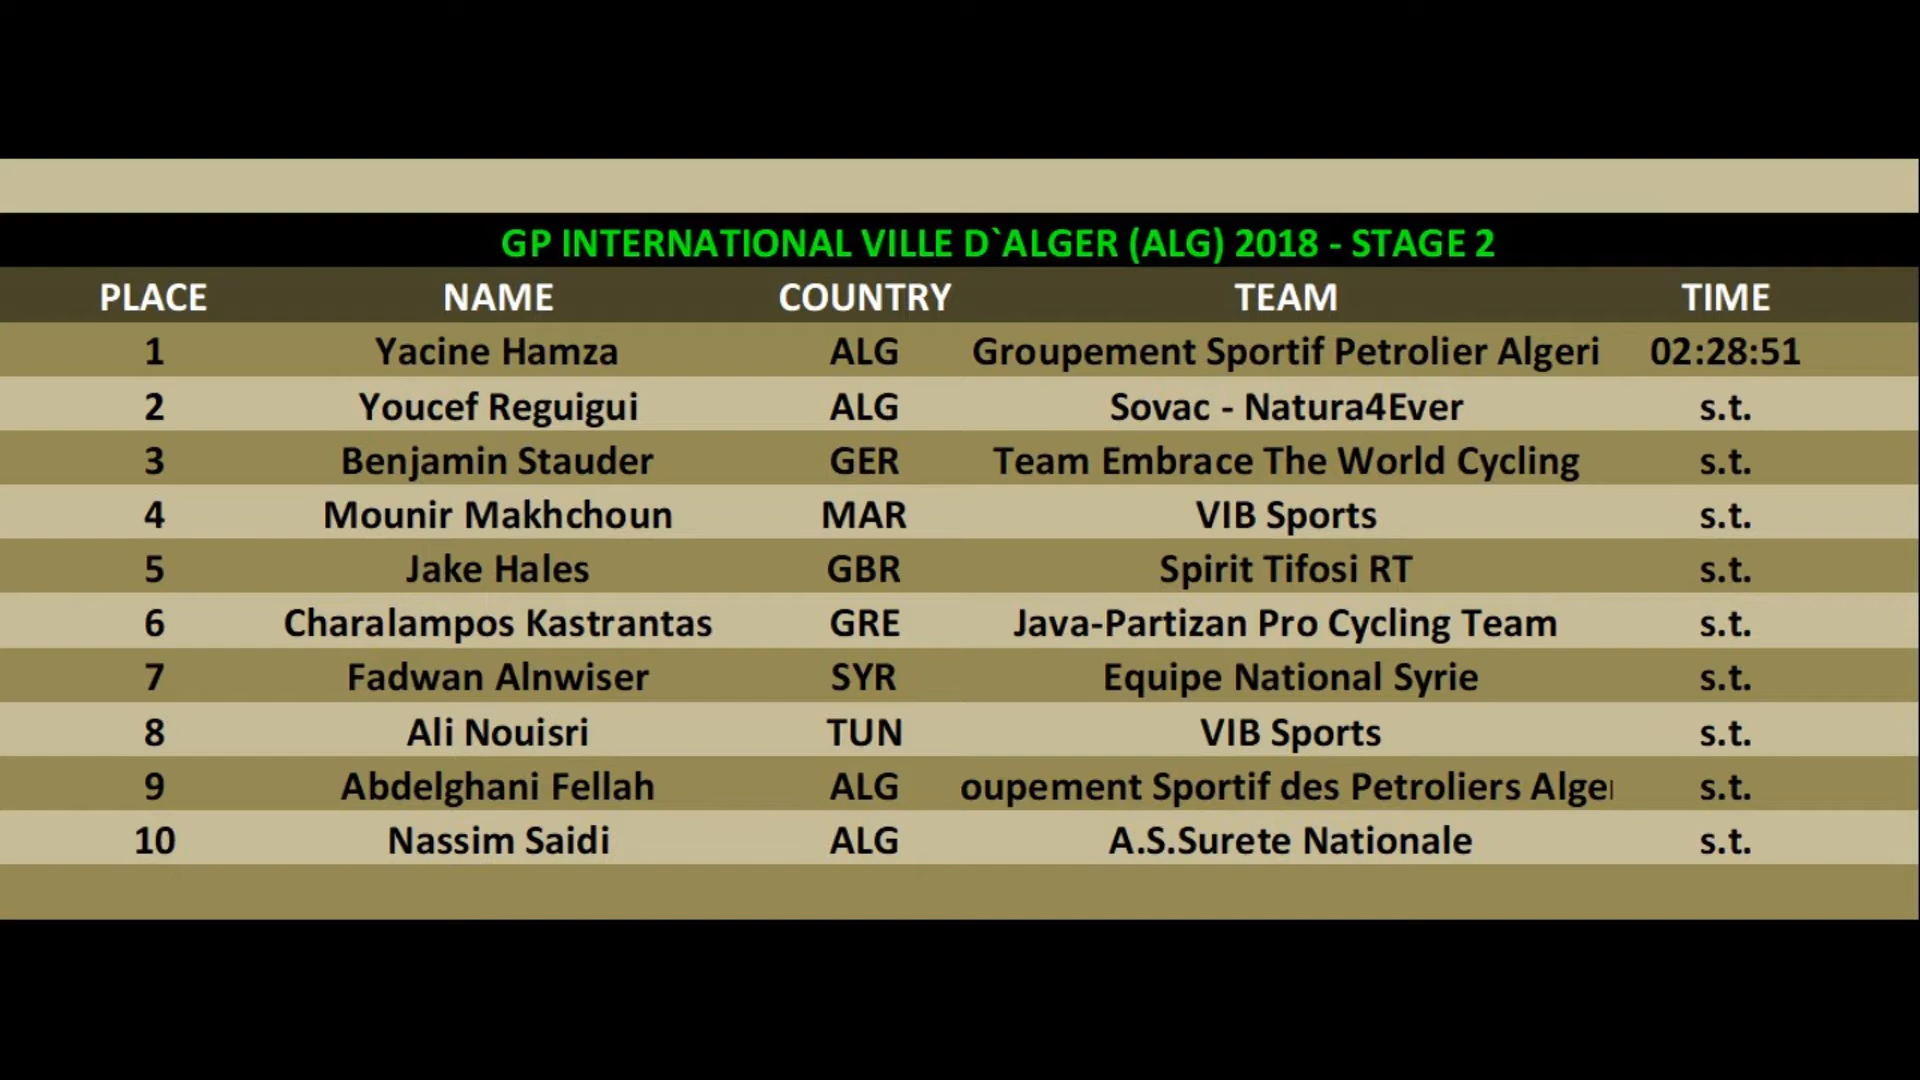 GP INTERNATIONAL VILLE D`ALGER (ALG) 2018 - STAGE 2
PLACE NAME COUNTRY TEAM TIME
1 Yacine Hamza ALG Groupement Sportif Petrolier Algeri 02:28:51
2 Youcef Reguigui ALG Sovac - Natura4Ever s.t.
3 Benjamin Stauder GER Team Embrace The World Cycling s.t.
4 Mounir Makhchoun MAR VIB Sports s.t.
5 Jake Hales GBR Spirit Tifosi RT s.t.
6 Charalampos Kastrantas GRE Java-Partizan Pro Cycling Team s.t.
7 Fadwan Alnwiser SYR Equipe National Syrie s.t.
8 Ali Nouisri TUN VIB Sports s.t.
9 Abdelghani Fellah ALG oupement Sportif des Petroliers Alge s.t.
10 Nassim Saidi ALG A.S.Surete Nationale s.t.